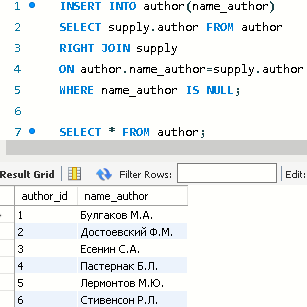 1 INSERT INTO author(name_author)
2 SELECT supply.author FROM author
3 RIGHT JOIN supply
4 ON author.name_author=supply.author
5 WHERE name_author IS NULL;
6
7 SELECT * FROM author;
Result Grid Filter Rows: Edit:
author_id name_author
1 Булгаков М.А.
2 Достоевский Ф.М.
3 Есенин С.А.
4 Пастернак Б.Л.
5 Лермонтов М.Ю.
6 Стивенсон Р.Л.